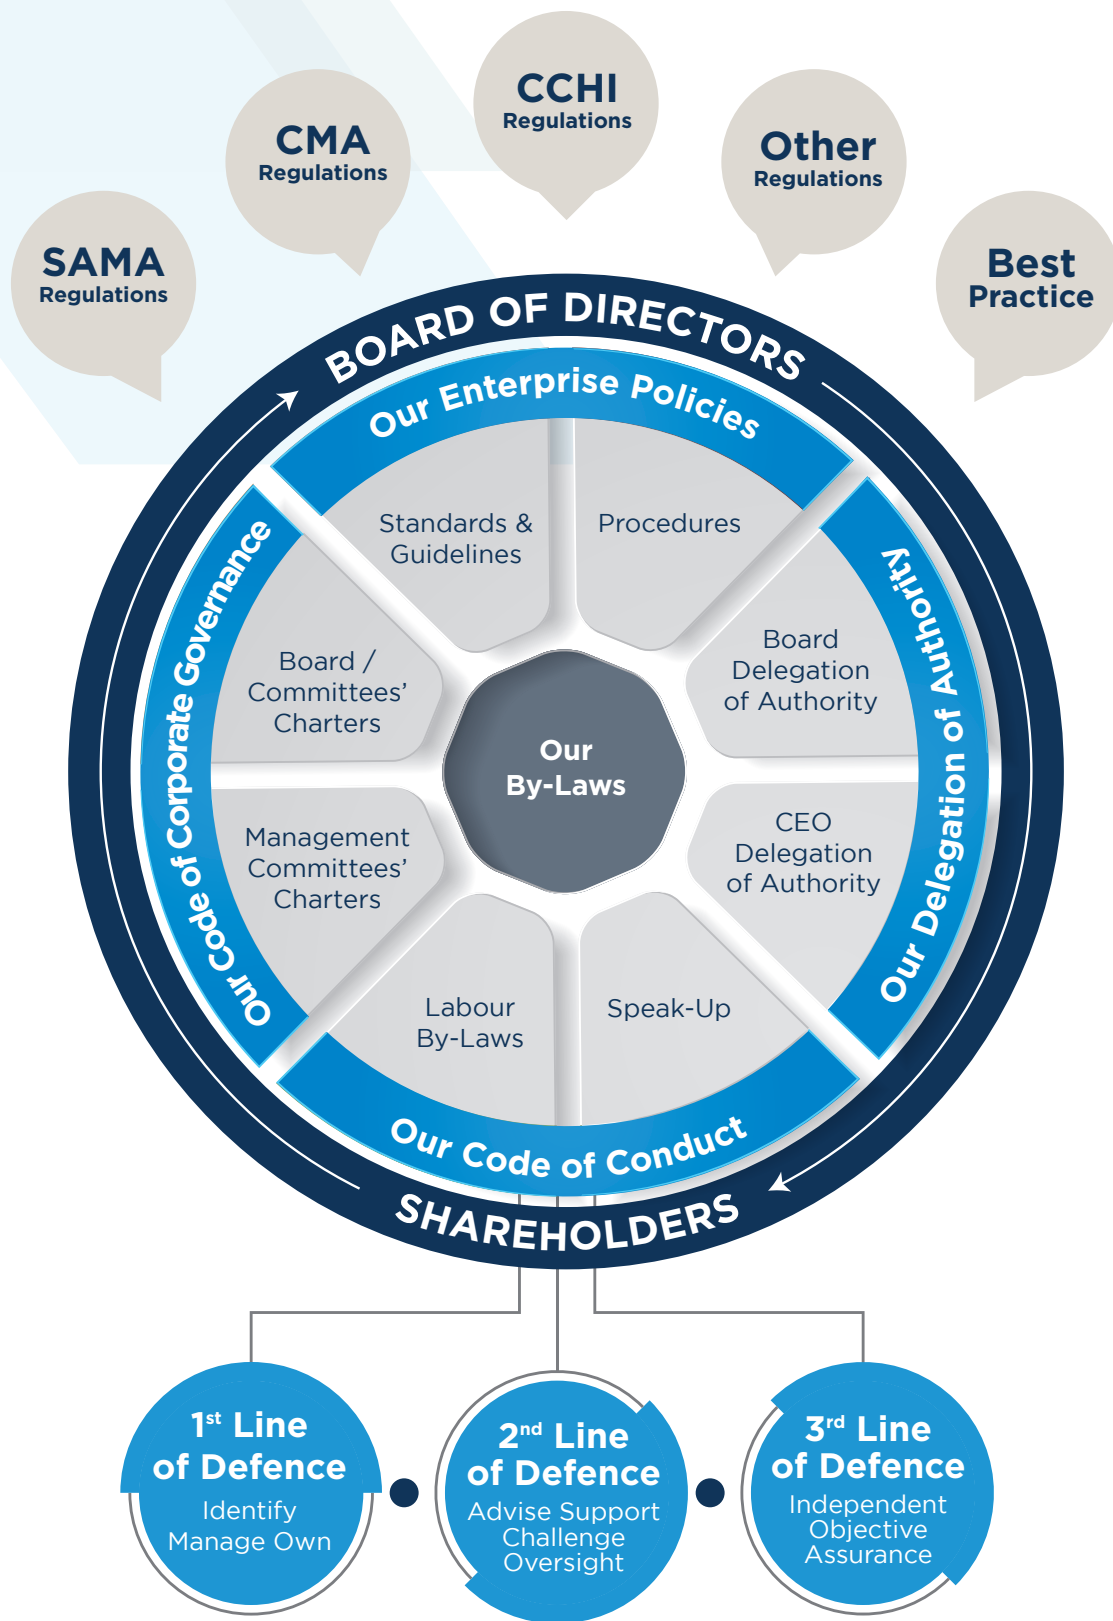 CCHI
Regulations
CMA
Regulations
Other
Regulations
SAMA
Regulations
Best
Practice
BOARD OF DIRECTORS
Our Enterprise Policies
Standards &
Guidelines
Procedures
Our Code of Corporate Governance
Board /
Committees’
Charters
Management
Committees’
Charters
Our Delegation of Authority
Board
Delegation
of Authority
CEO
Delegation
of Authority
Our
By-Laws
Labour
By-Laws
Speak-Up
Our Code of Conduct
SHAREHOLDERS
1st Line
of Defence
Identify
Manage Own
2nd Line
of Defence
Advise Support
Challenge
Oversight
3rd Line
of Defence
Independent
Objective
Assurance